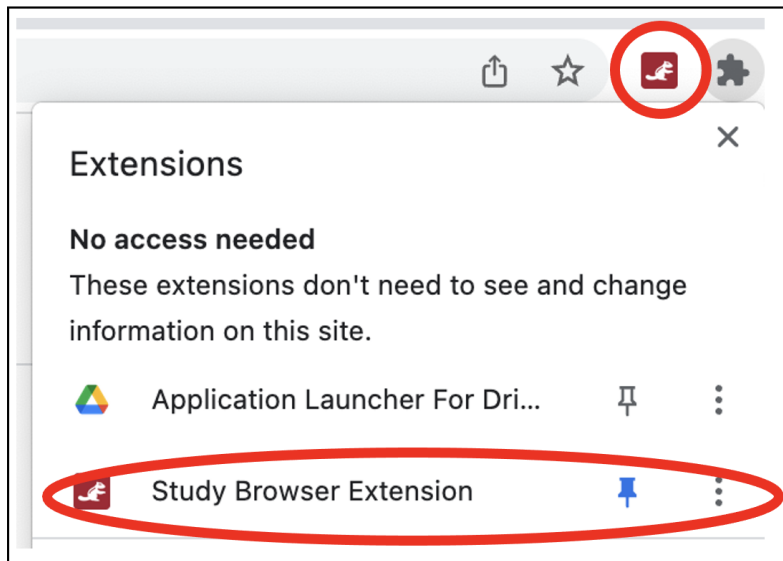 Extensions
No access needed
These extensions don't need to see and change
information on this site.
Application Launcher For Dri...
Study Browser Extension